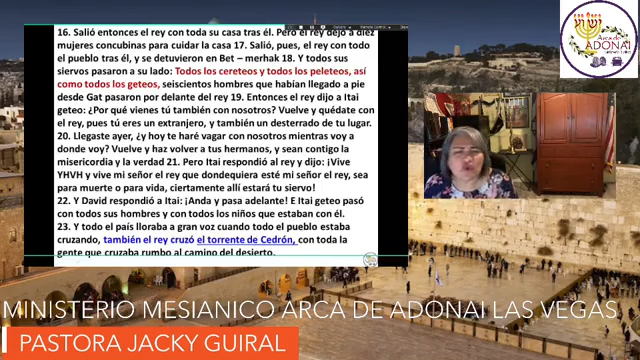 16. Salió entonces el rey con toda su casa tras él. Pero el rey dejó a diez
mujeres concubinas para cuidar la casa 17. Salió, pues, el rey con todo
el pueblo tras él, y se detuvieron en Bet – merhak 18. Y todos sus
siervos pasaron a su lado: Todos los cereteos y todos los peleteos, así
como todos los geteos, seiscientos hombres que habían llegado a pie
desde Gat pasaron por delante del rey 19. Entonces el rey dijo a Itai
geteo: ¿Por qué vienes tú también con nosotros? Vuelve y quédate con
el rey, pues tú eres un extranjero, y también un desterrado de tu lugar.
20. Llegaste ayer, ¿y hoy te haré vagar con nosotros mientras voy a
donde voy? Vuelve y haz volver a tus hermanos, y sean contigo la
misericordia y la verdad 21. Pero Itai respondió al rey y dijo: ¡Vive
YHVH y vive mi señor el rey que dondequiera esté mi señor el rey, sea
para muerte o para vida, ciertamente allí estará tu siervo!
22. Y David respondió a Itai: ¡Anda y pasa adelante! E Itai geteo pasó
con todos sus hombres y con todos los niños que estaban con él.
23. Y todo el país lloraba a gran voz cuando todo el pueblo estaba
cruzando, también el rey cruzó el torrente de Cedrón, con toda la
gente que cruzaba rumbo al camino del desierto.
Arca de
ADONAI
MINISTERIO MESIANICO ARCA DE ADONAI LAS VEGAS
PASTORA JACKY GUIRAL